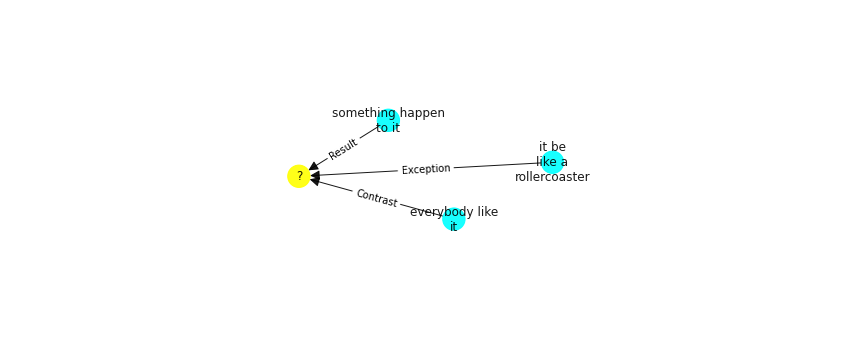 something happen
to it
Result
it be
like a
rollercoaster
Exception
?
Contrast
everybody like
it